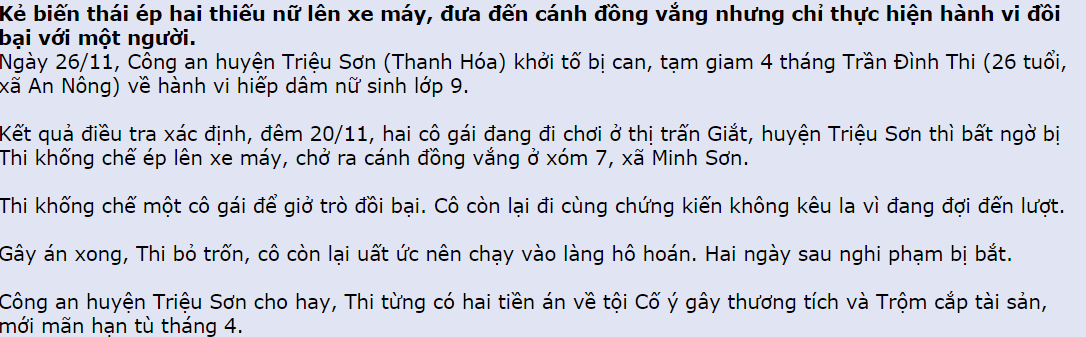 Kẻ biến thái ép hai thiếu nữ lên xe máy, đưa đến cánh đồng vắng nhưng chỉ thực hiện hành vi đồi
bại với một người.
Ngày 26/11, Công an huyện Triệu Sơn (Thanh Hóa) khởi tố bị can, tạm giam 4 tháng Trần Đình Thi (26 tuổi,
xã An Nông) về hành vi hiếp dâm nữ sinh lớp 9.
Kết quả điều tra xác định, đêm 20/11, hai cô gái đang đi chơi ở thị trấn Giắt, huyện Triệu Sơn thì bất ngờ bị
Thi khống chế ép lên xe máy, chở ra cánh đồng vắng ở xóm 7, xã Minh Sơn.
Thi khống chế một cô gái để giở trò đồi bại. Cô còn lại đi cùng chứng kiến không kêu la vì đang đợi đến lượt.
Gây án xong, Thi bỏ trốn, cô còn lại uất ức nên chạy vào làng hô hoán. Hai ngày sau nghi phạm bị bắt.
Công an huyện Triệu Sơn cho hay, Thi từng có hai tiền án về tội Cố ý gây thương tích và Trộm cắp tài sản,
mới mãn hạn tù tháng 4.